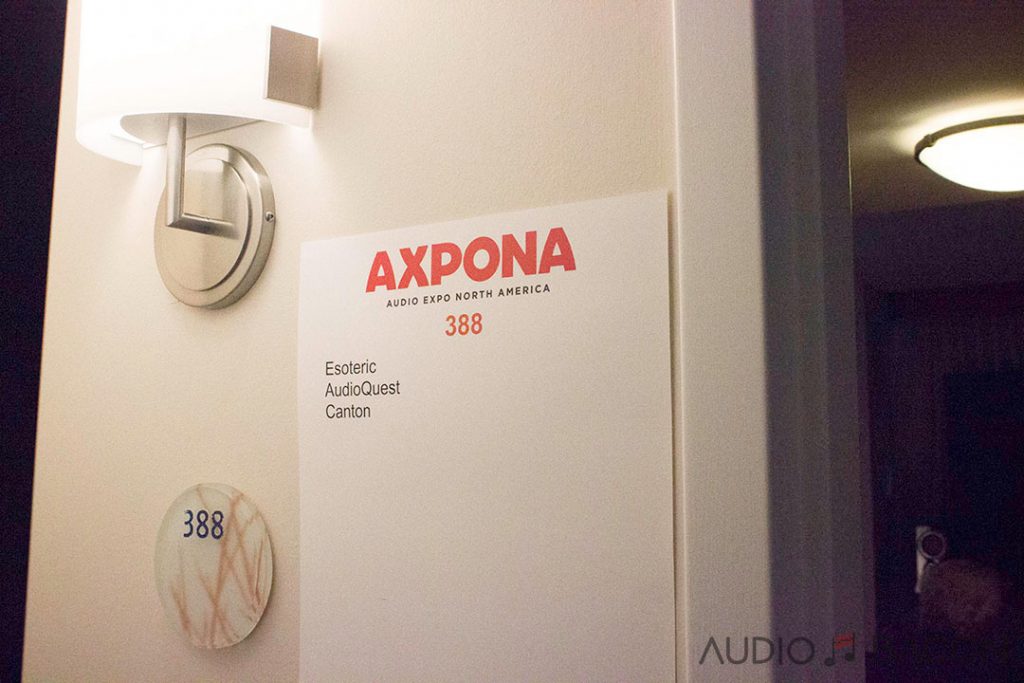 AXPONA
AUDIO EXPO NORTH AMERICA
388
Esoteric
AudioQuest
Canton
388
AUDIO